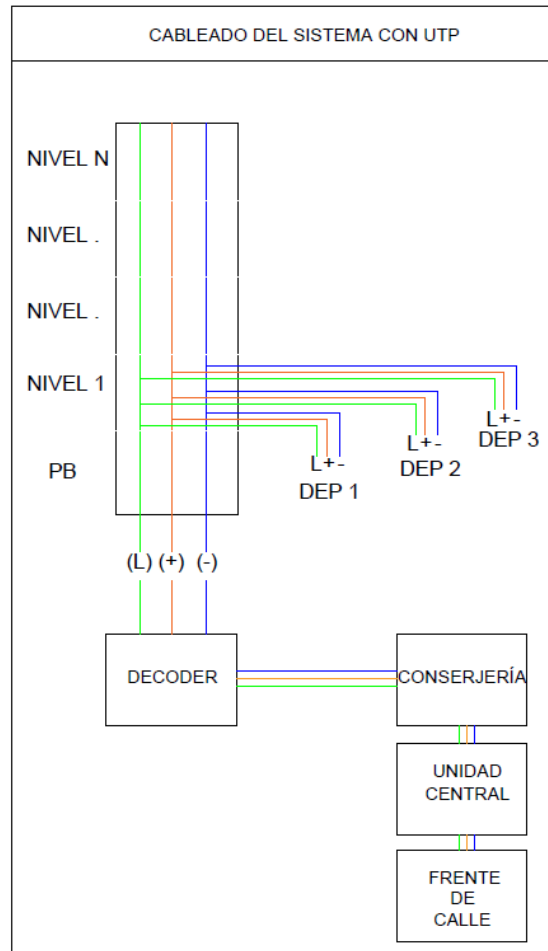 CABLEADO DEL SISTEMA CON UTP
NIVEL N
NIVEL .
NIVEL .
NIVEL 1
L+-
DEP 3
L+-
DEP 2
L+-
DEP 1
PB
(L) (+) (-)
DECODER
CONSERJERÍA
UNIDAD
CENTRAL
FRENTE
DE
CALLE